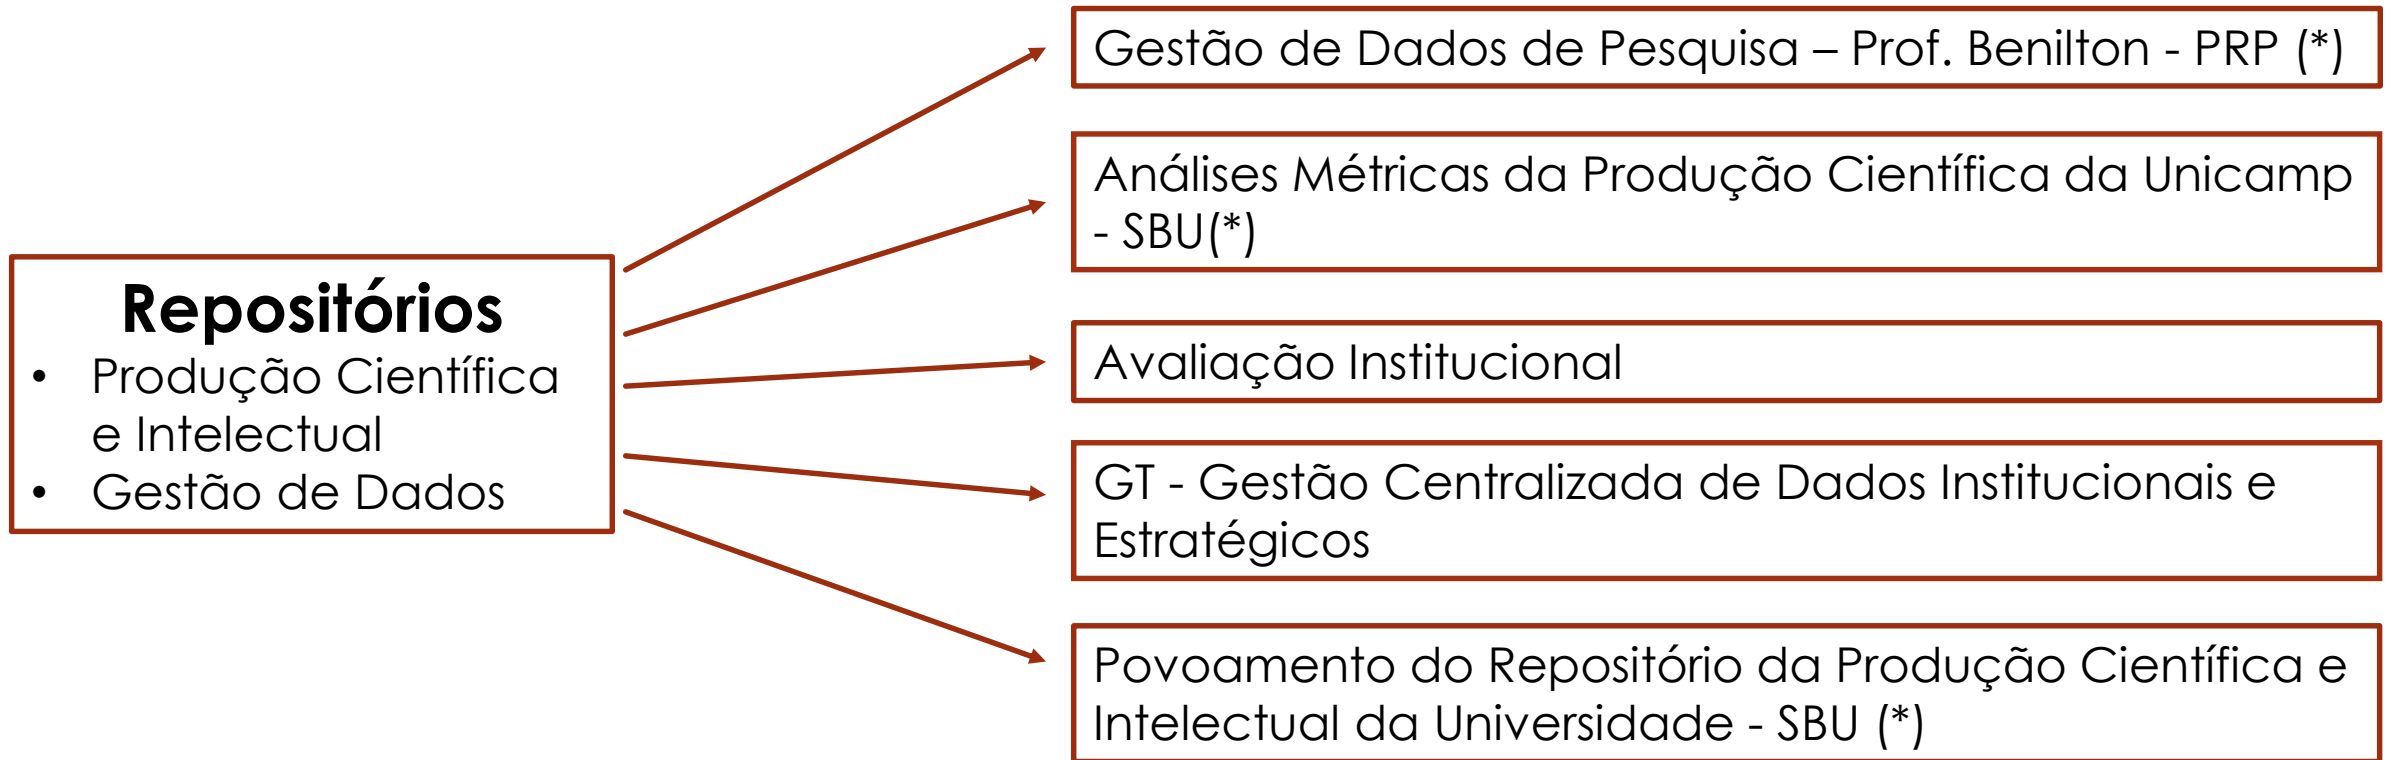 Repositórios
• Produção Científica
e Intelectual
• Gestão de Dados
Gestão de Dados de Pesquisa – Prof. Benilton - PRP (*)
Análises Métricas da Produção Científica da Unicamp
- SBU(*)
Avaliação Institucional
GT - Gestão Centralizada de Dados Institucionais e
Estratégicos
Povoamento do Repositório da Produção Científica e
Intelectual da Universidade - SBU (*)